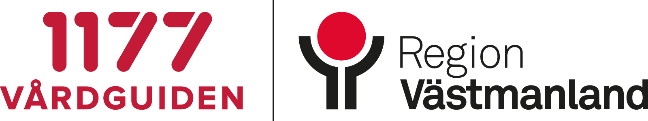 1177
VÅRDGUIDEN
Region
Västmanland